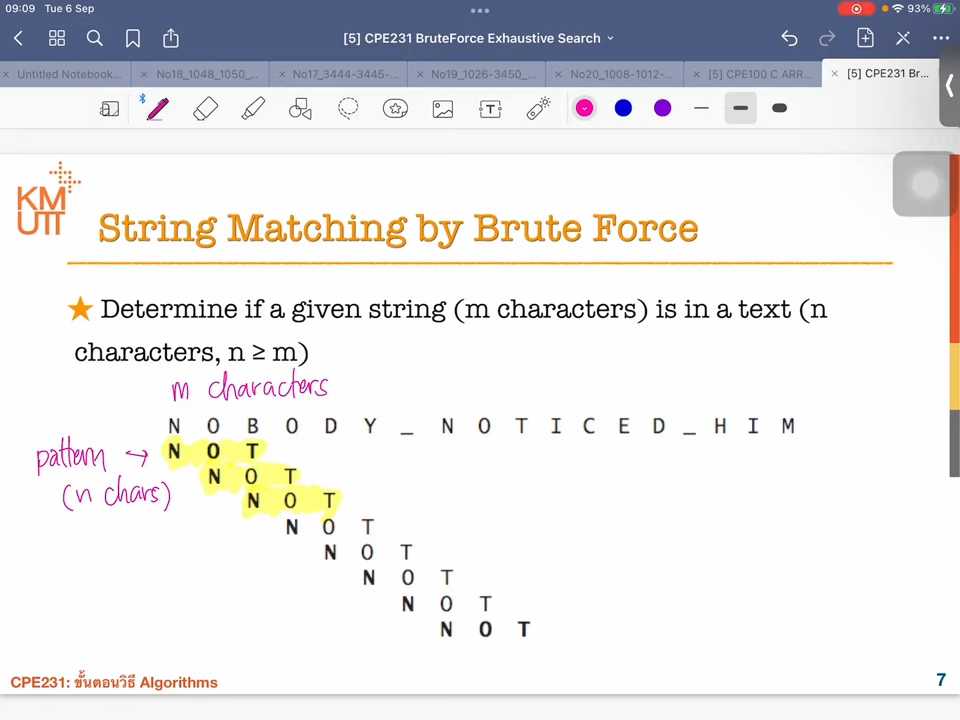 09:09 Tue 6 Sep
93%
[5] CPE231 BruteForce Exhaustive Search
Untitled Notebook...
No18_1048_1050_...
No17_3444-3445-...
No19_1026-3450_...
No20_1008-1012-...
[5] CPE100 C ARR...
[5] CPE231 Br...
KM
UTT
String Matching by Brute Force
Determine if a given string (m characters) is in a text (n
characters, n ≥ m)
m characters
N O B O D Y _ N O T I C E D _ H I M
pattern → N O T
N O T
(n chars) N O T
N O T
N O T
N O T
N O T
N O T
CPE231: ขั้นตอนวิธี Algorithms
7